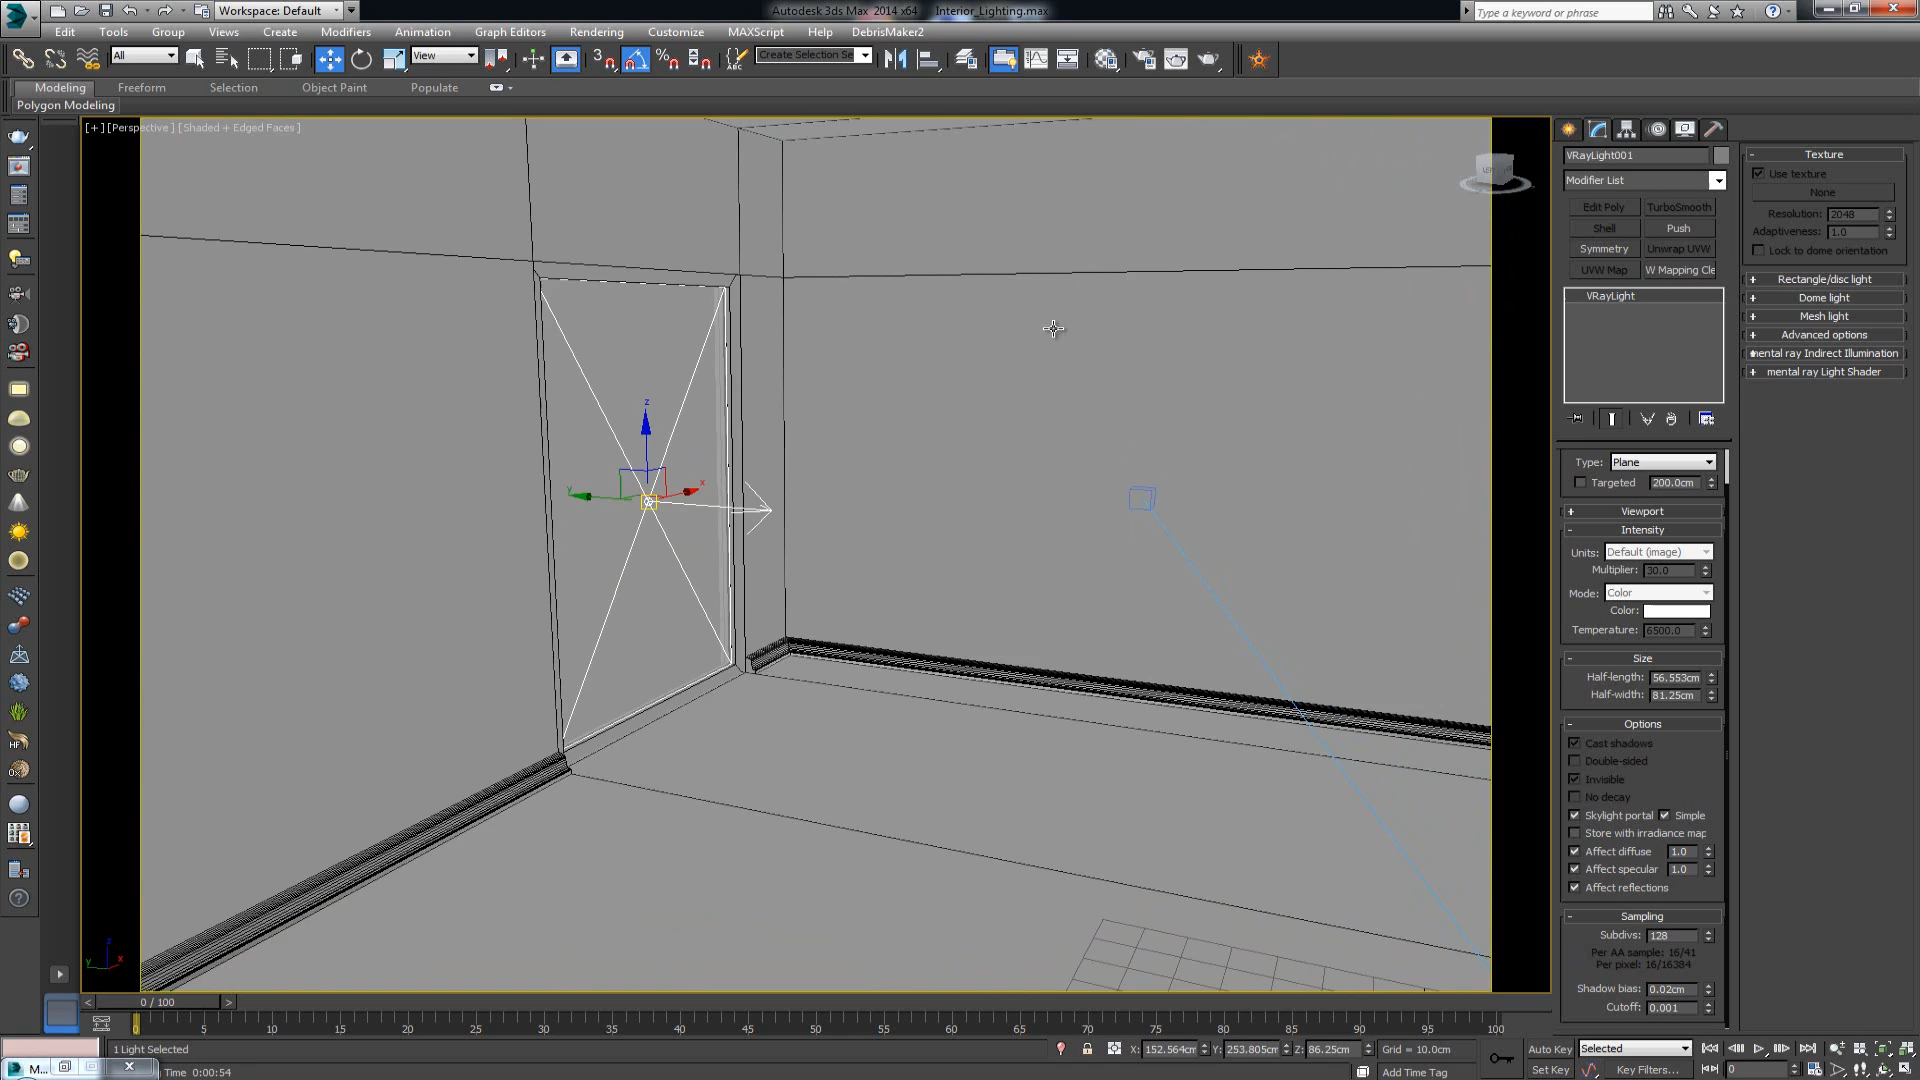 Workspace: Default
Autodesk 3ds Max 2014 x64 Interior_Lighting.max
Type a keyword or phrase
Edit Tools Group Views Create Modifiers Animation Graph Editors Rendering Customize MAXScript Help DebrisMaker2
All
View
Create Selection Se
Modeling Freeform Selection Object Paint Populate
Polygon Modeling
[+] [Perspective] [Shaded + Edged Faces]
z
y
x
VRayLight001
Modifier List
Edit Poly TurboSmooth
Shell Push
Symmetry Unwrap UVW
UVW Map W Mapping Cle
VRayLight
Type: Plane
Targeted 200.0cm
+ Viewport
- Intensity
Units: Default (image)
Multiplier: 30.0
Mode: Color
Color:
Temperature: 6500.0
- Size
Half-length: 56.553cm
Half-width: 81.25cm
- Options
Cast shadows
Double-sided
Invisible
No decay
Skylight portal Simple
Store with irradiance map
Affect diffuse 1.0
Affect specular 1.0
Affect reflections
- Sampling
Subdivs: 128
Per AA sample: 16/41
Per pixel: 16/16384
Shadow bias: 0.02cm
Cutoff: 0.001
- Texture
Use texture
None
Resolution: 2048
Adaptiveness: 1.0
Lock to dome orientation
+ Rectangle/disc light
+ Dome light
+ Mesh light
+ Advanced options
mental ray Indirect Illumination
+ mental ray Light Shader
< 0 / 100 >
0 5 10 15 20 25 30 35 40 45 50 55 60 65 70 75 80 85 90 95 100
1 Light Selected
X: 152.564cm Y: 253.805cm Z: 86.25cm Grid = 10.0cm
Auto Key Selected
M...
Time 0:00:54
Add Time Tag
Set Key Key Filters... 0